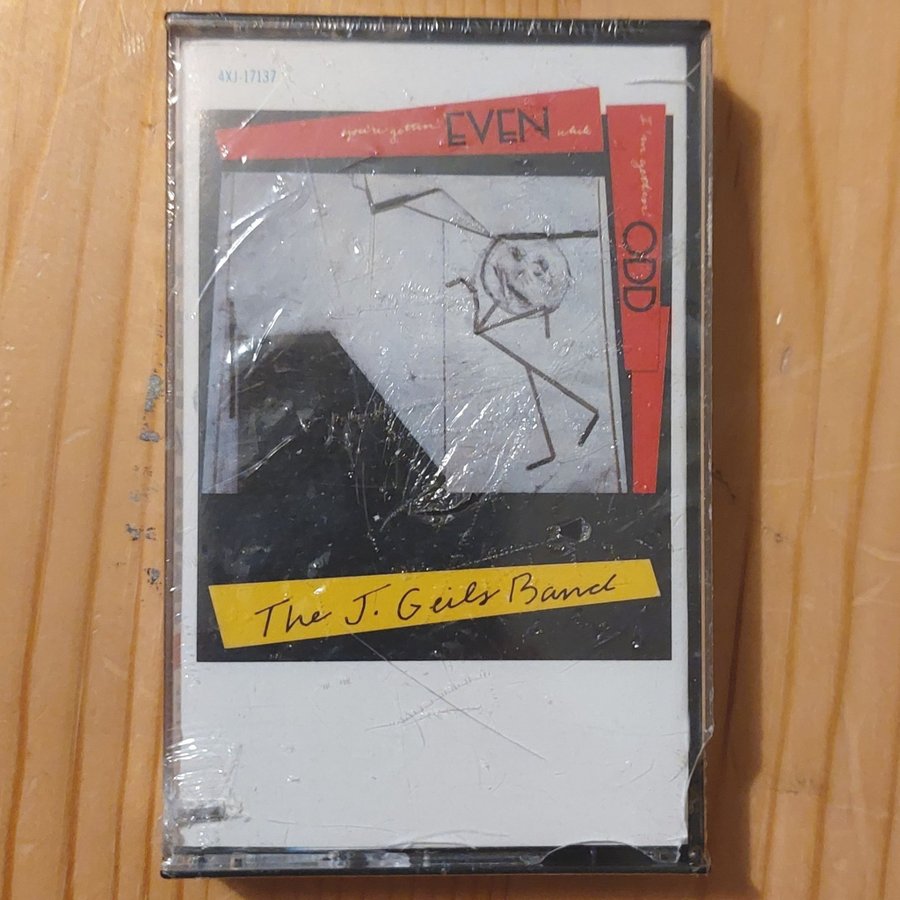 4XJ-17137
you're gettin' EVEN while
I'm gettin' ODD
The J. Geils Band